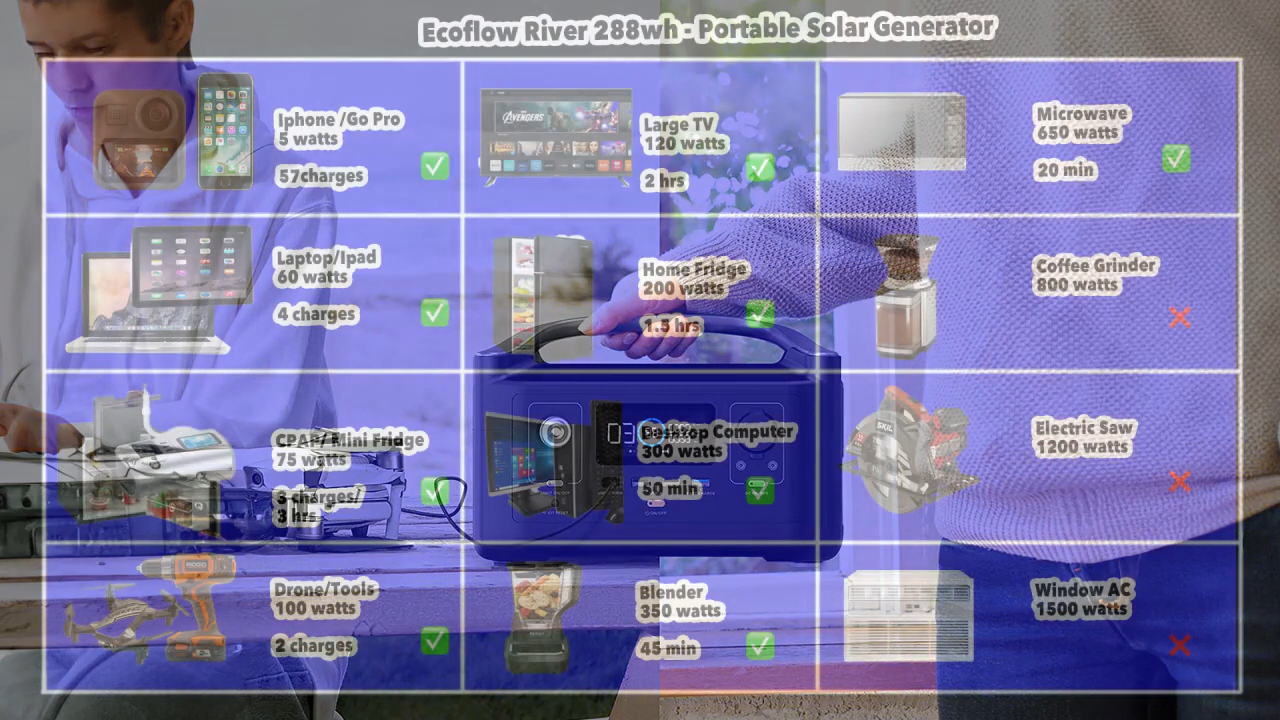 Ecoflow River 288wh - Portable Solar Generator
Iphone /Go Pro
5 watts
57charges
AVENGERS
Large TV
120 watts
2 hrs
Microwave
650 watts
20 min
Laptop/Ipad
60 watts
4 charges
Home Fridge
200 watts
1.5 hrs
Coffee Grinder
800 watts
CPAP/ Mini Fridge
75 watts
3 charges/
3 hrs
Desktop Computer
300 watts
50 min
SKIL
Electric Saw
1200 watts
RIDGID
Drone/Tools
100 watts
2 charges
Blender
350 watts
45 min
Window AC
1500 watts